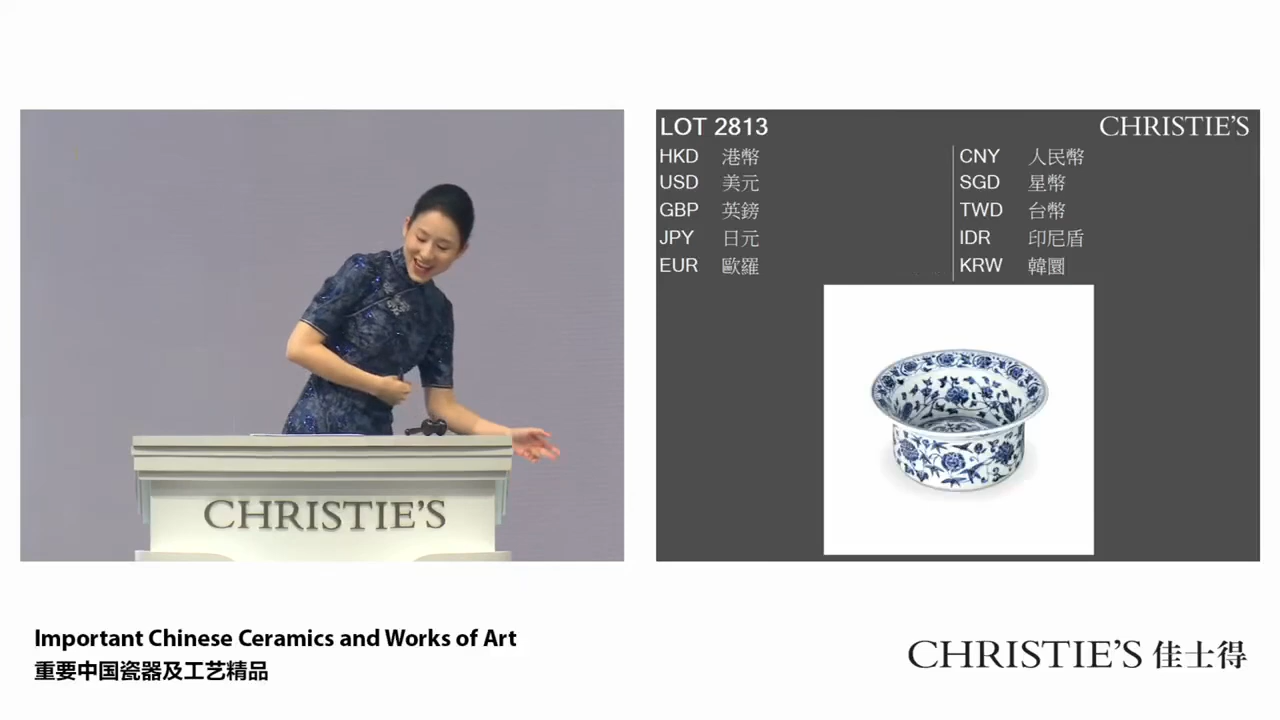 LOT 2813
CHRISTIE'S
HKD 港幣
USD 美元
GBP 英鎊
JPY 日元
EUR 歐羅
CNY 人民幣
SGD 星幣
TWD 台幣
IDR 印尼盾
KRW 韓圜
CHRISTIE'S
Important Chinese Ceramics and Works of Art
重要中国瓷器及工艺精品
CHRISTIE'S 佳士得